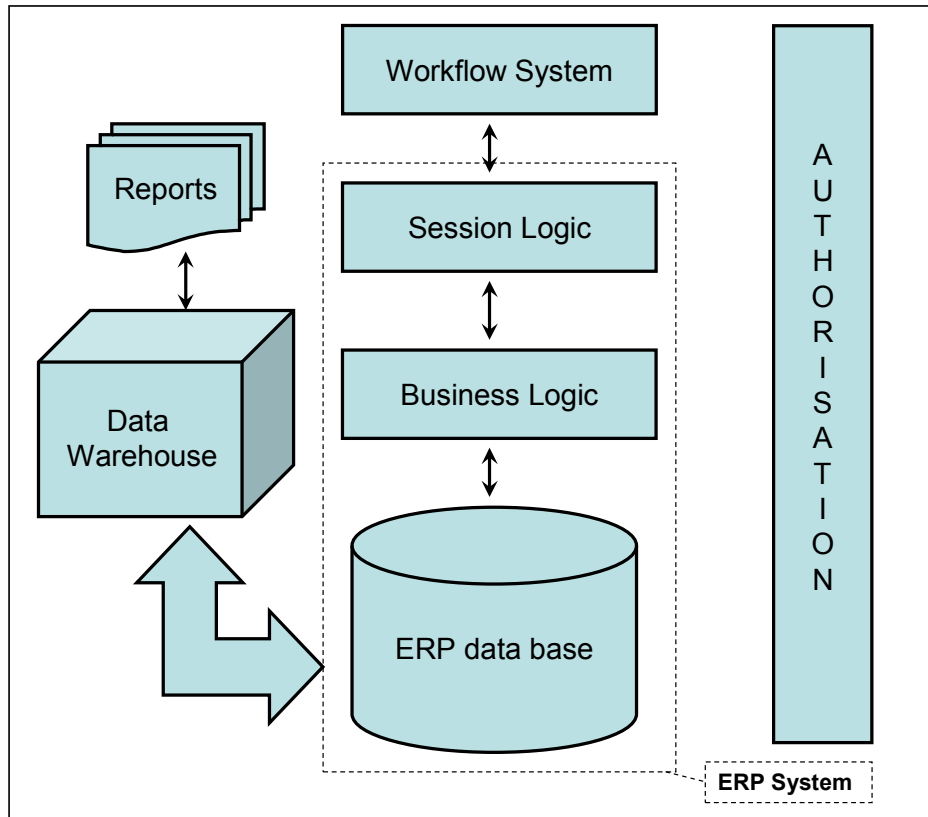 Workflow System
Reports
Session Logic
Data
Warehouse
Business Logic
ERP data base
A
U
T
H
O
R
I
S
A
T
I
O
N
ERP System